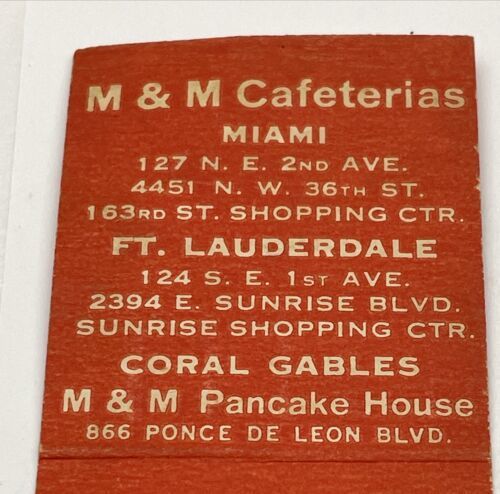 M & M Cafeterias
MIAMI
127 N. E. 2ND AVE.
4451 N. W. 36TH ST.
163RD ST. SHOPPING CTR.
FT. LAUDERDALE
124 S. E. 1ST AVE.
2394 E. SUNRISE BLVD.
SUNRISE SHOPPING CTR.
CORAL GABLES
M & M Pancake House
866 PONCE DE LEON BLVD.